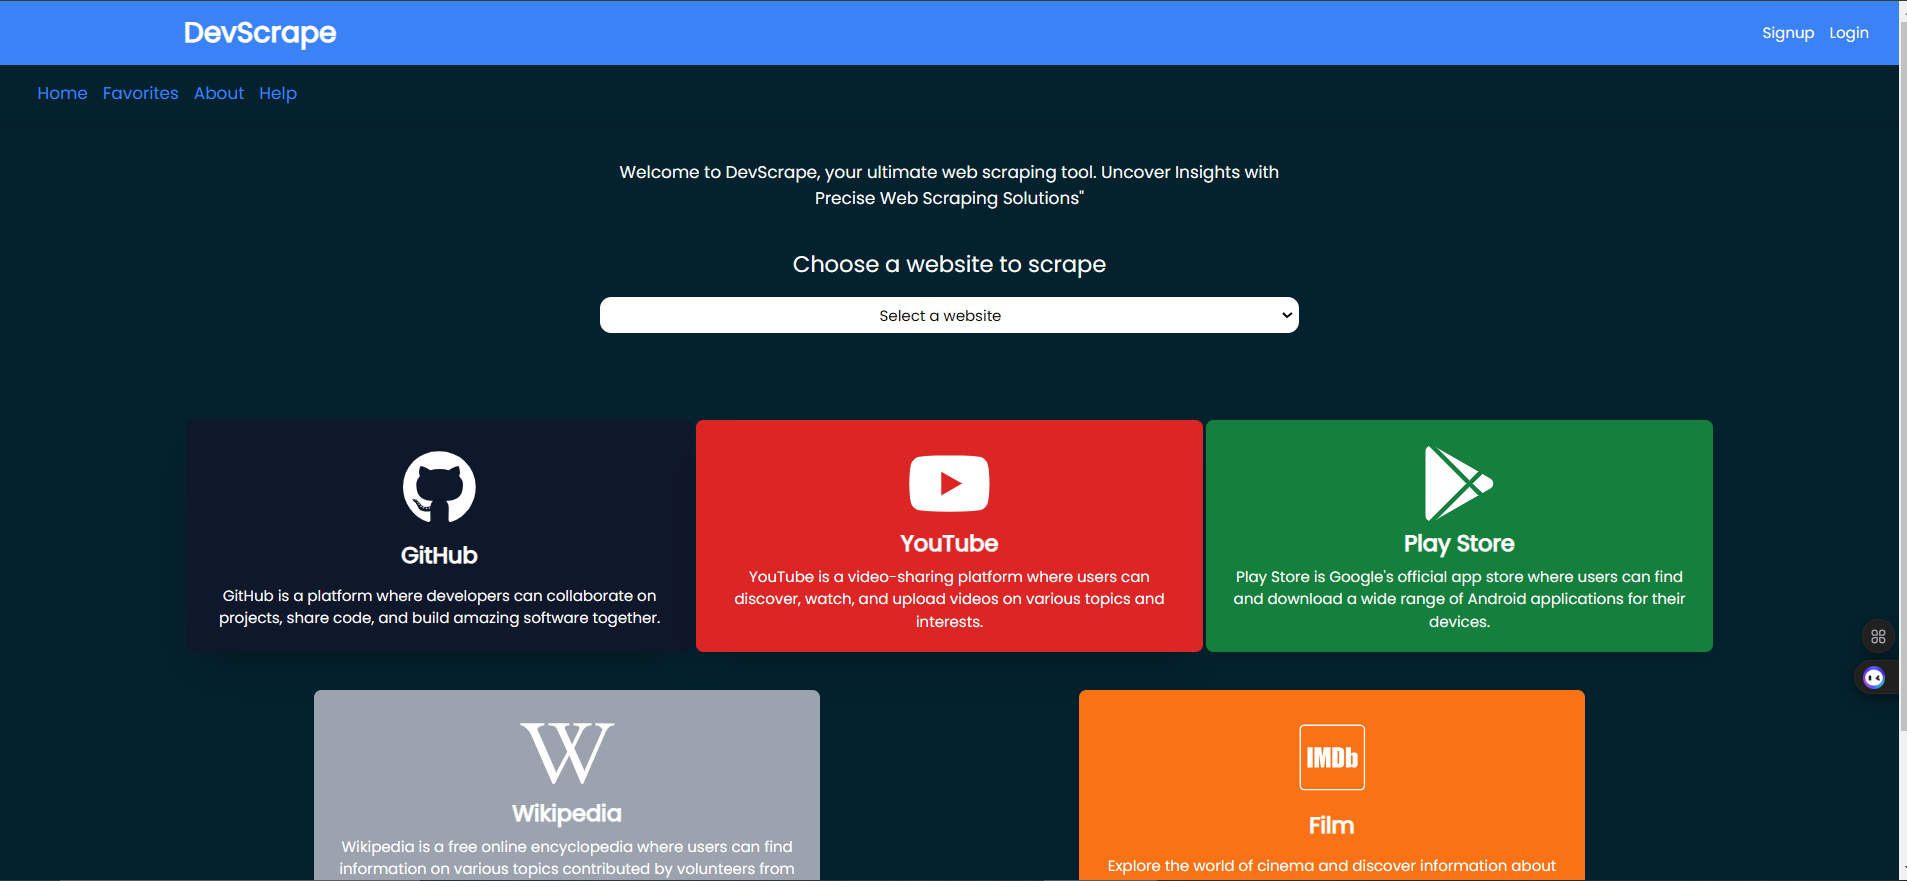 DevScrape
Signup Login
Home Favorites About Help
Welcome to DevScrape, your ultimate web scraping tool. Uncover Insights with
Precise Web Scraping Solutions"
Choose a website to scrape
Select a website
GitHub
GitHub is a platform where developers can collaborate on
projects, share code, and build amazing software together.
YouTube
YouTube is a video-sharing platform where users can
discover, watch, and upload videos on various topics and
interests.
Play Store
Play Store is Google's official app store where users can find
and download a wide range of Android applications for their
devices.
W
Wikipedia
Wikipedia is a free online encyclopedia where users can find
information on various topics contributed by volunteers from
IMDb
Film
Explore the world of cinema and discover information about